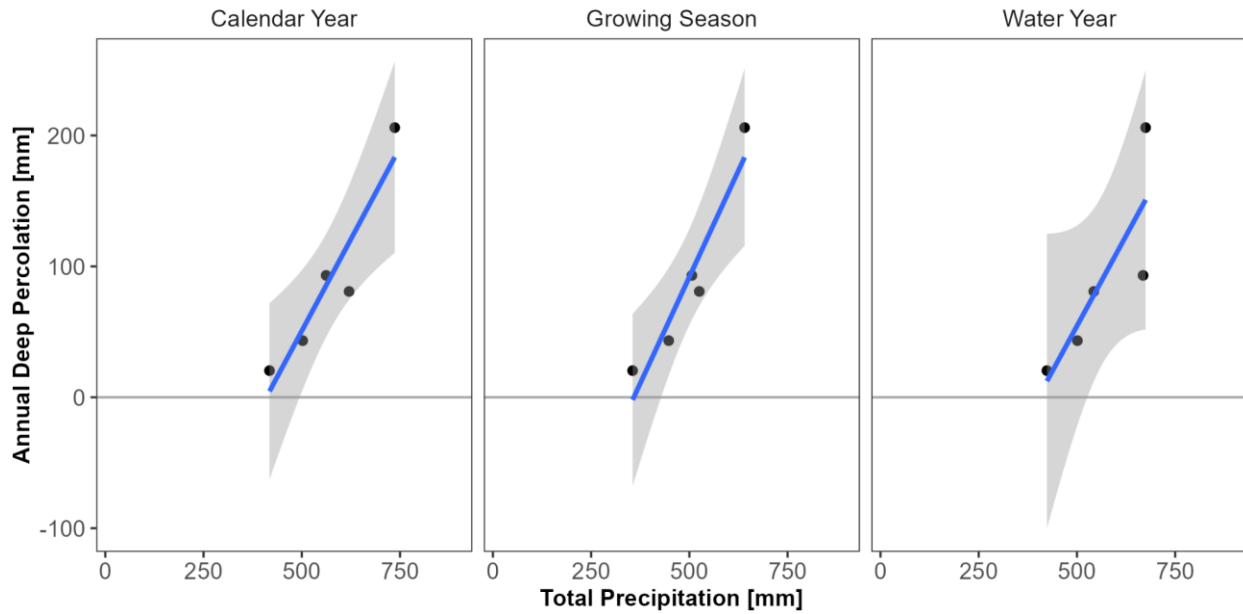 Calendar Year
Growing Season
Water Year
Annual Deep Percolation [mm]
200
100
0
-100
0 250 500 750
0 250 500 750
0 250 500 750
Total Precipitation [mm]